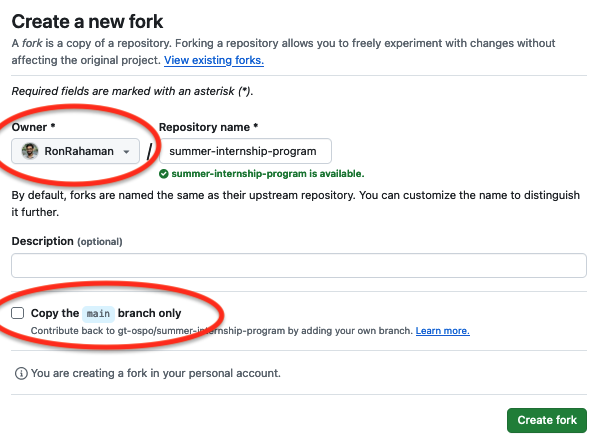 Create a new fork
A fork is a copy of a repository. Forking a repository allows you to freely experiment with changes without
affecting the original project. View existing forks.
Required fields are marked with an asterisk (*).
Owner *
Repository name *
RonRahaman
/
summer-internship-program
summer-internship-program is available.
By default, forks are named the same as their upstream repository. You can customize the name to distinguish
it further.
Description (optional)
Copy the main branch only
Contribute back to gt-ospo/summer-internship-program by adding your own branch. Learn more.
You are creating a fork in your personal account.
Create fork